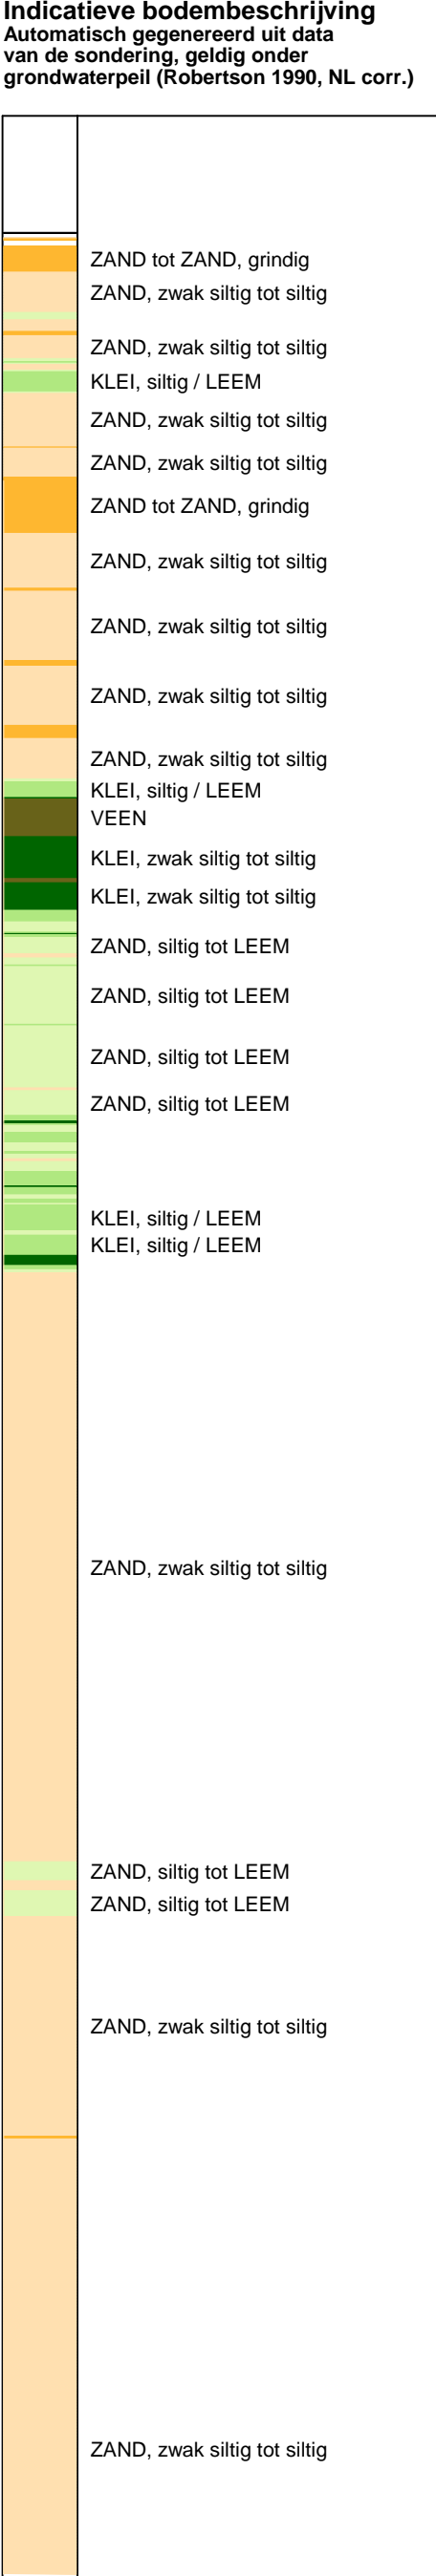 Indicatieve bodembeschrijving
Automatisch gegenereerd uit data
van de sondering, geldig onder
grondwaterpeil (Robertson 1990, NL corr.)
ZAND tot ZAND, grindig
ZAND, zwak siltig tot siltig
ZAND, zwak siltig tot siltig
KLEI, siltig / LEEM
ZAND, zwak siltig tot siltig
ZAND, zwak siltig tot siltig
ZAND tot ZAND, grindig
ZAND, zwak siltig tot siltig
ZAND, zwak siltig tot siltig
ZAND, zwak siltig tot siltig
ZAND, zwak siltig tot siltig
KLEI, siltig / LEEM
VEEN
KLEI, zwak siltig tot siltig
KLEI, zwak siltig tot siltig
ZAND, siltig tot LEEM
ZAND, siltig tot LEEM
ZAND, siltig tot LEEM
ZAND, siltig tot LEEM
KLEI, siltig / LEEM
KLEI, siltig / LEEM
ZAND, zwak siltig tot siltig
ZAND, siltig tot LEEM
ZAND, siltig tot LEEM
ZAND, zwak siltig tot siltig
ZAND, zwak siltig tot siltig